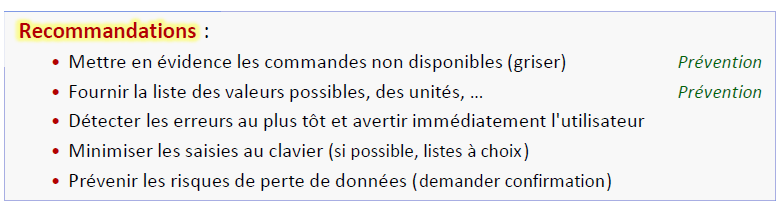 Recommandations :
• Mettre en évidence les commandes non disponibles (griser) Prévention
• Fournir la liste des valeurs possibles, des unités, ... Prévention
• Détecter les erreurs au plus tôt et avertir immédiatement l'utilisateur
• Minimiser les saisies au clavier (si possible, listes à choix)
• Prévenir les risques de perte de données (demander confirmation)